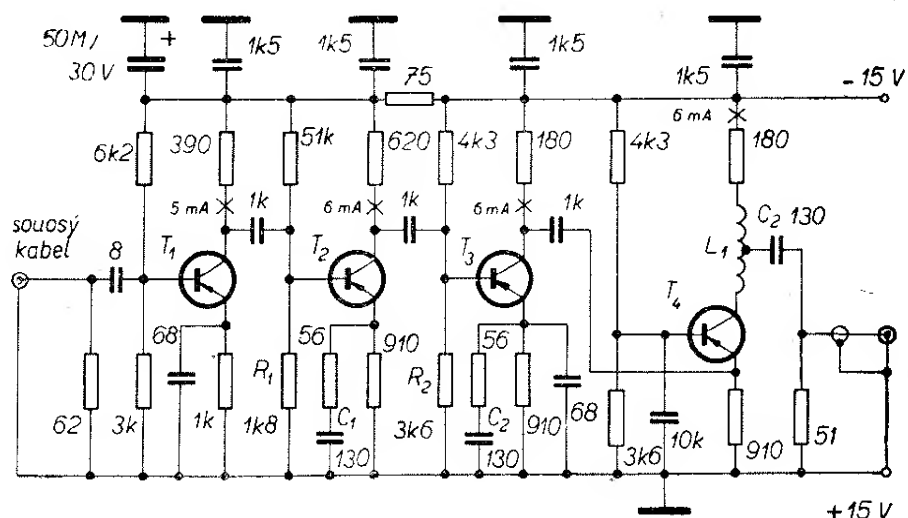 50M/
30V
+
1k5
1k5
1k5
1k5
75
- 15 V
6 mA
6k2
390
51k
620
4k3
180
4k3
180
5 mA
1k
6 mA
1k
6 mA
1k
souosý
kabel
8
T1
T2
T3
L1
C2 130
T4
68
56
910
56
62
3k
1k
R1
1k8
C1
130
R2
3k6
C2
130
910
68
3k6
10k
910
51
+ 15 V